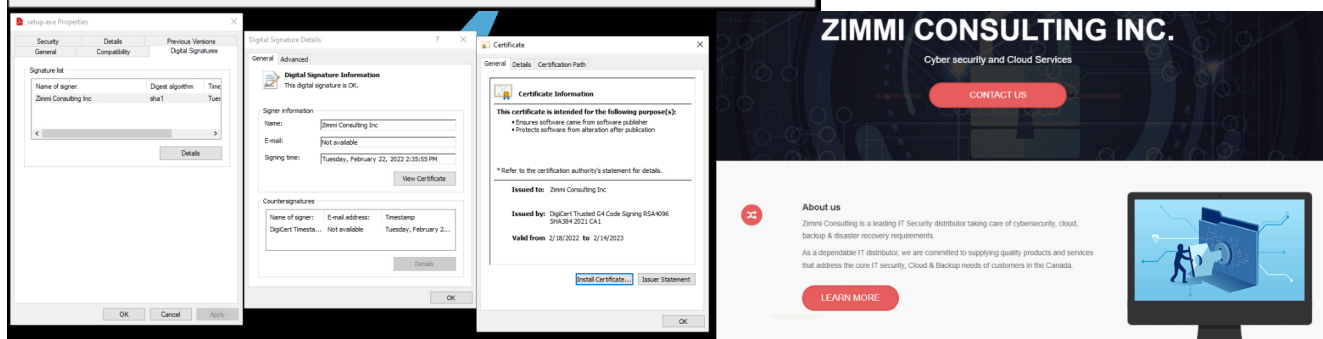 setup.exe Properties
Security Details Previous Versions
General Compatibility Digital Signatures
Signature list
Name of signer: Digest algorithm Time
Zimmi Consulting Inc sha1 Tues
Details
OK Cancel Apply
Digital Signature Details ? X
General Advanced
Digital Signature Information
This digital signature is OK.
Signer information
Name: Zimmi Consulting Inc
E-mail: Not available
Signing time: Tuesday, February 22, 2022 2:35:55 PM
View Certificate
Countersignatures
Name of signer: E-mail address: Timestamp
DigiCert Timesta... Not available Tuesday, February 2...
Details
OK
Certificate
General Details Certification Path
Certificate Information
This certificate is intended for the following purpose(s):
• Ensures software came from software publisher
• Protects software from alteration after publication
* Refer to the certification authority's statement for details.
Issued to: Zimmi Consulting Inc
Issued by: DigiCert Trusted G4 Code Signing RSA4096
SHA384 2021 CA1
Valid from 2/18/2022 to 2/14/2023
Install Certificate... Issuer Statement
OK
ZIMMI CONSULTING INC.
Cyber security and Cloud Services
CONTACT US
About us
Zimmi Consulting is a leading IT Security distributor taking care of cybersecurity, cloud,
backup & disaster recovery requirements.
As a dependable IT distributor, we are committed to supplying quality products and services
that address the core IT security, Cloud & Backup needs of customers in the Canada.
LEARN MORE